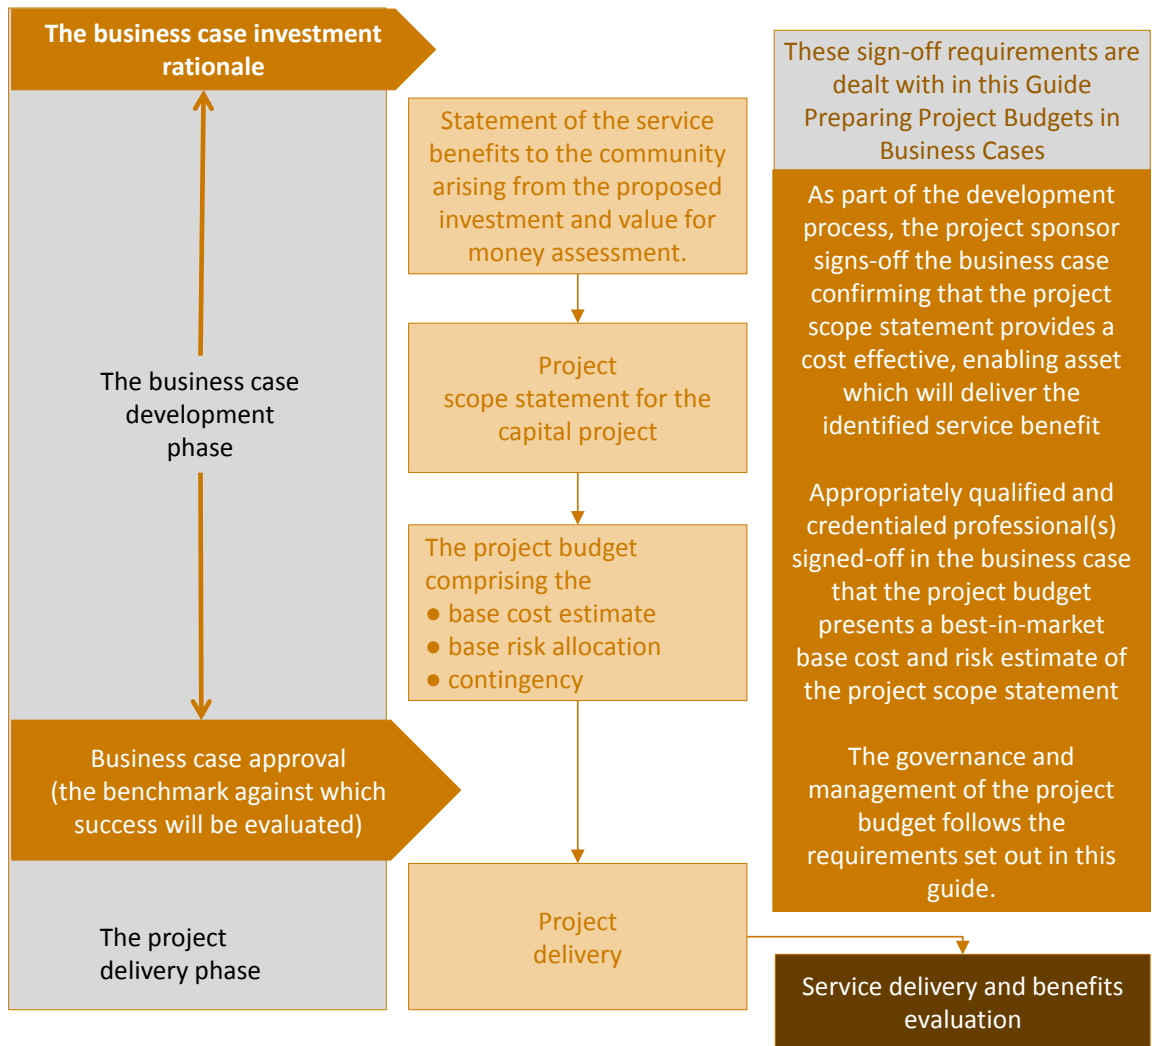 The business case investment
rationale
The business case
development
phase
Business case approval
(the benchmark against which
success will be evaluated)
The project
delivery phase
Statement of the service
benefits to the community
arising from the proposed
investment and value for
money assessment.
Project
scope statement for the
capital project
The project budget
comprising the
● base cost estimate
● base risk allocation
● contingency
Project
delivery
These sign-off requirements are
dealt with in this Guide
Preparing Project Budgets in
Business Cases
As part of the development
process, the project sponsor
signs-off the business case
confirming that the project
scope statement provides a
cost effective, enabling asset
which will deliver the
identified service benefit
Appropriately qualified and
credentialed professional(s)
signed-off in the business case
that the project budget
presents a best-in-market
base cost and risk estimate of
the project scope statement
The governance and
management of the project
budget follows the
requirements set out in this
guide.
Service delivery and benefits
evaluation